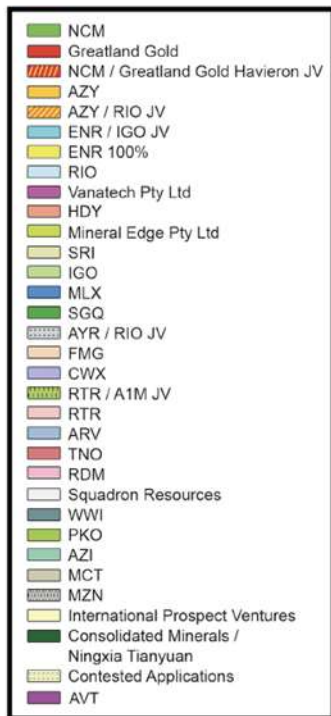 NCM
Greatland Gold
NCM / Greatland Gold Havieron JV
AZY
AZY / RIO JV
ENR / IGO JV
ENR 100%
RIO
Vanatech Pty Ltd
HDY
Mineral Edge Pty Ltd
SRI
IGO
MLX
SGQ
AYR / RIO JV
FMG
CWX
RTR / A1M JV
RTR
ARV
TNO
RDM
Squadron Resources
WWI
PKO
AZI
MCT
MZN
International Prospect Ventures
Consolidated Minerals /
Ningxia Tianyuan
Contested Applications
AVT